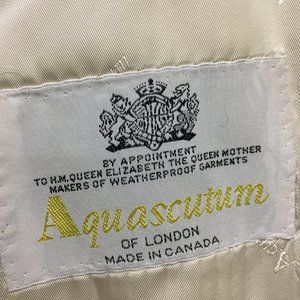 BY APPOINTMENT
TO H.M. QUEEN ELIZABETH THE QUEEN MOTHER
MAKERS OF WEATHERPROOF GARMENTS
Aquascutum
OF LONDON
MADE IN CANADA